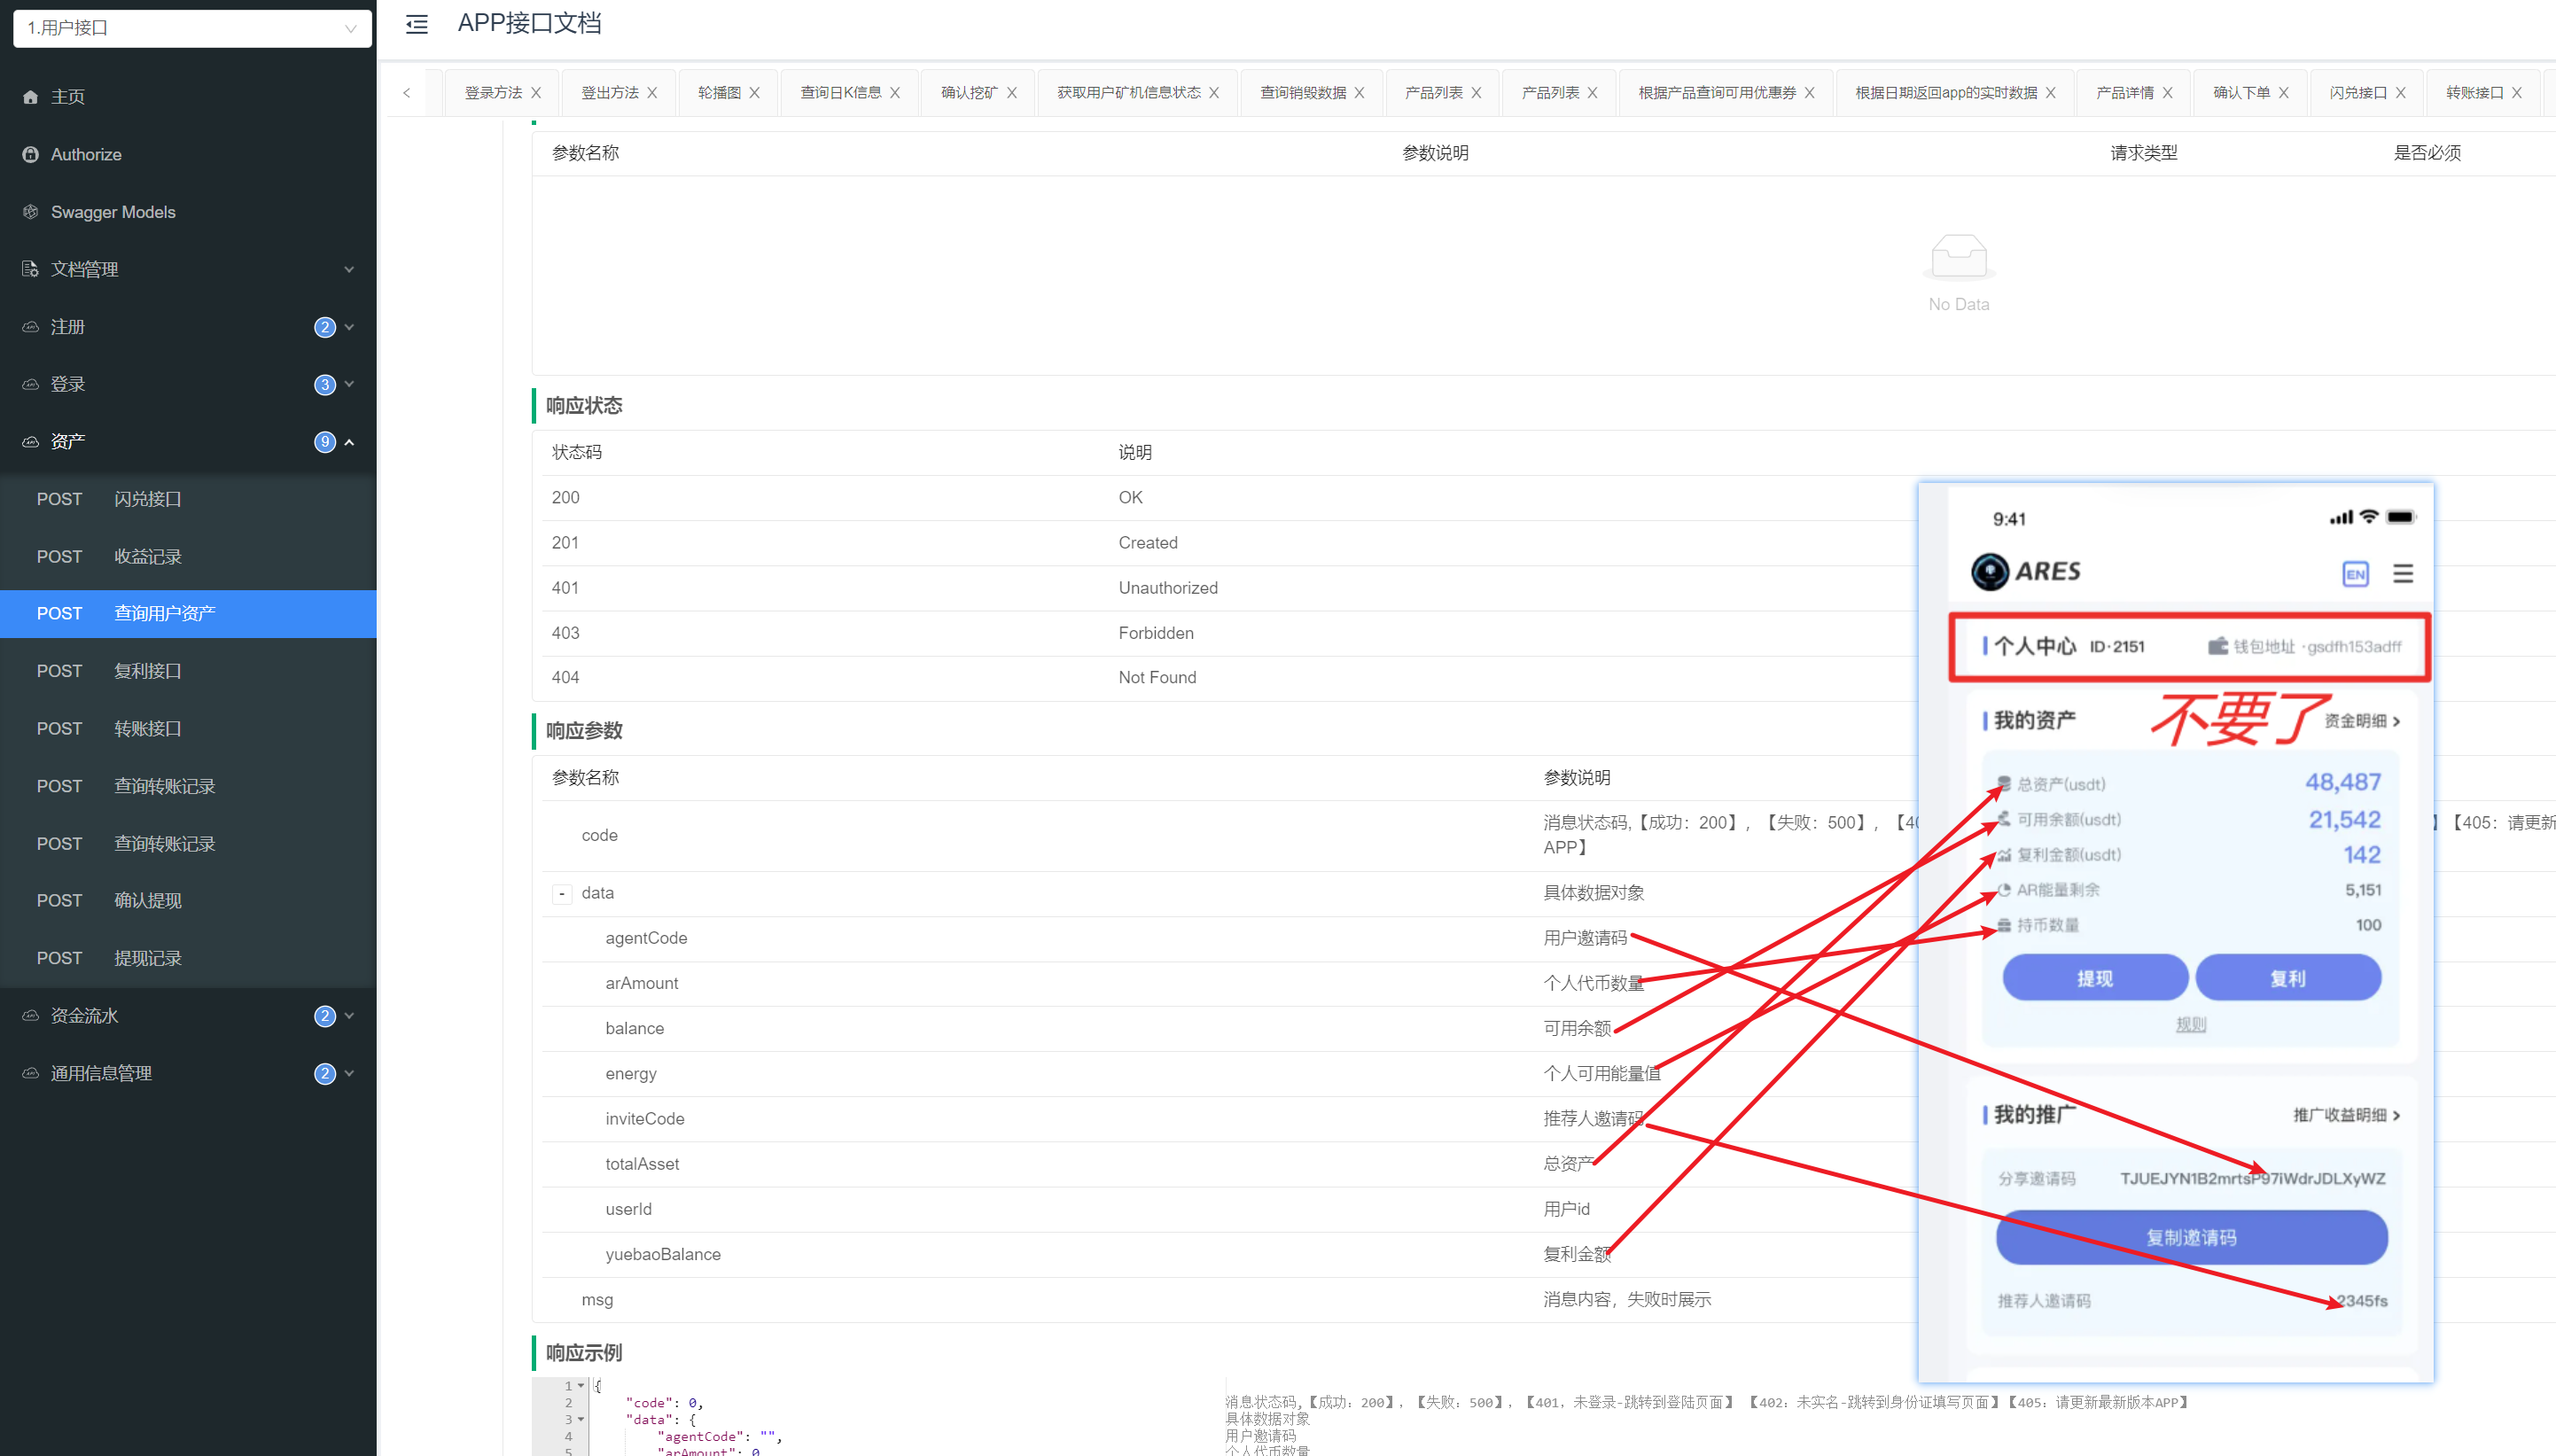 1.用户接口
APP接口文档
主页
Authorize
Swagger Models
文档管理
注册 2
登录 3
资产 9
POST 闪兑接口
POST 收益记录
POST 查询用户资产
POST 复利接口
POST 转账接口
POST 查询转账记录
POST 查询转账记录
POST 确认提现
POST 提现记录
资金流水 2
通用信息管理 2
< 登录方法 X 登出方法 X 轮播图 X 查询日K信息 X 确认挖矿 X 获取用户矿机信息状态 X 查询销毁数据 X 产品列表 X 产品列表 X 根据产品查询可用优惠券 X 根据日期返回app的实时数据 X 产品详情 X 确认下单 X 闪兑接口 X 转账接口 X
参数名称 参数说明 请求类型 是否必须
No Data
响应状态
状态码 说明
200 OK
201 Created
401 Unauthorized
403 Forbidden
404 Not Found
响应参数
参数名称 参数说明
code 消息状态码,【成功：200】，【失败：500】，【40
】【405：请更新
APP】
- data 具体数据对象
agentCode 用户邀请码
arAmount 个人代币数量
balance 可用余额
energy 个人可用能量值
inviteCode 推荐人邀请码
totalAsset 总资产
userId 用户id
yuebaoBalance 复利金额
msg 消息内容，失败时展示
响应示例
1 {
2 "code": 0, 消息状态码,【成功：200】，【失败：500】，【401，未登录-跳转到登陆页面】【402：未实名-跳转到身份证填写页面】【405：请更新最新版本APP】
3 "data": { 具体数据对象
4 "agentCode": "", 用户邀请码
5 "arAmount": 0, 个人代币数量
9:41
ARES
EN
个人中心 ID·2151 钱包地址 ·gsdfh153adff
我的资产 不要了 资金明细 >
总资产(usdt) 48,487
可用余额(usdt) 21,542
复利金额(usdt) 142
AR能量剩余 5,151
持币数量 100
提现 复利
规则
我的推广 推广收益明细 >
分享邀请码 TJUEJYN1B2mrtsP97iWdrJDLXyWZ
复制邀请码
推荐人邀请码 2345fs